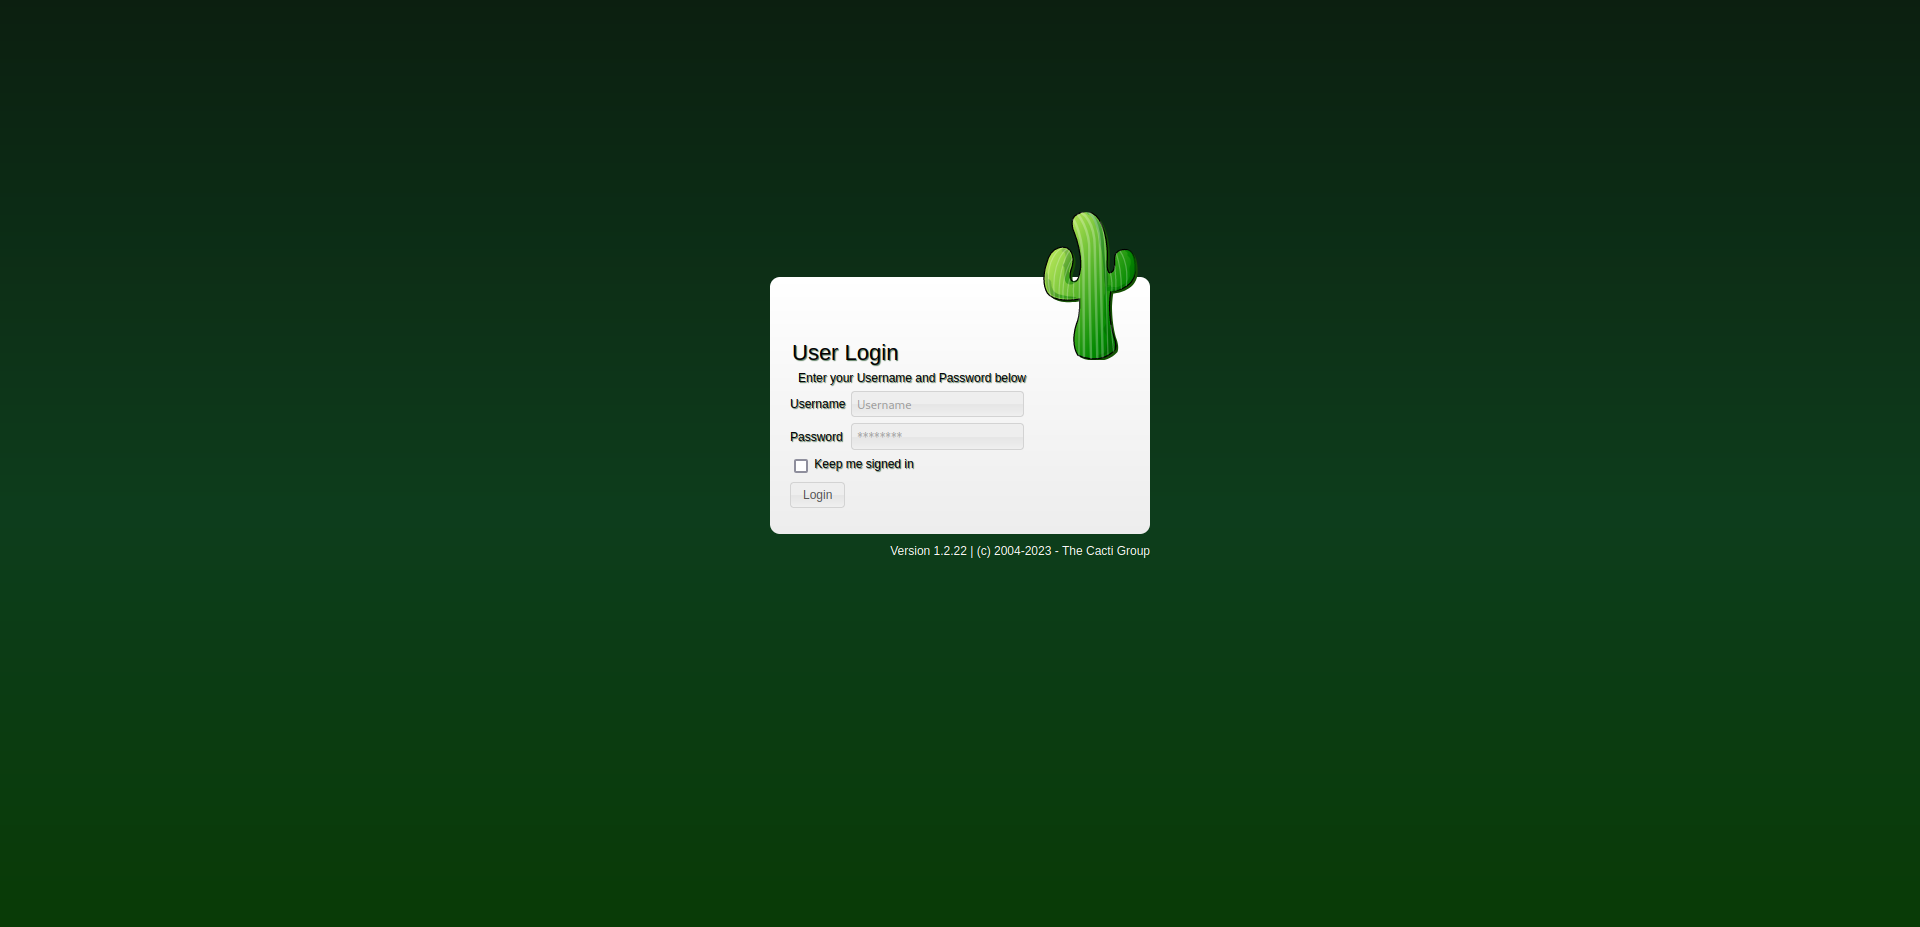 User Login
Enter your Username and Password below
Username Username
Password ********
Keep me signed in
Login
Version 1.2.22 | (c) 2004-2023 - The Cacti Group